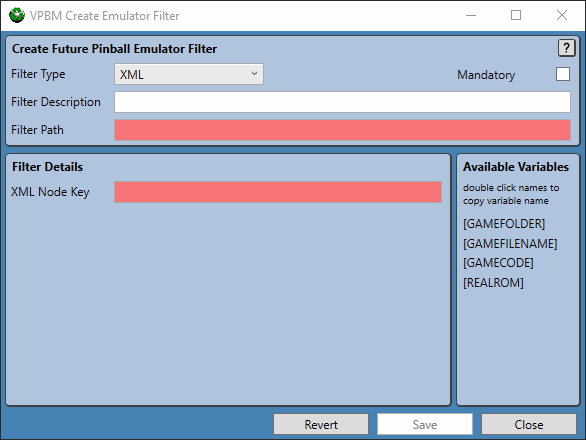 VPBM Create Emulator Filter
Create Future Pinball Emulator Filter
?
Filter Type
XML
Mandatory
Filter Description
Filter Path
Filter Details
XML Node Key
Available Variables
double click names to
copy variable name
[GAMEFOLDER]
[GAMEFILENAME]
[GAMECODE]
[REALROM]
Revert
Save
Close